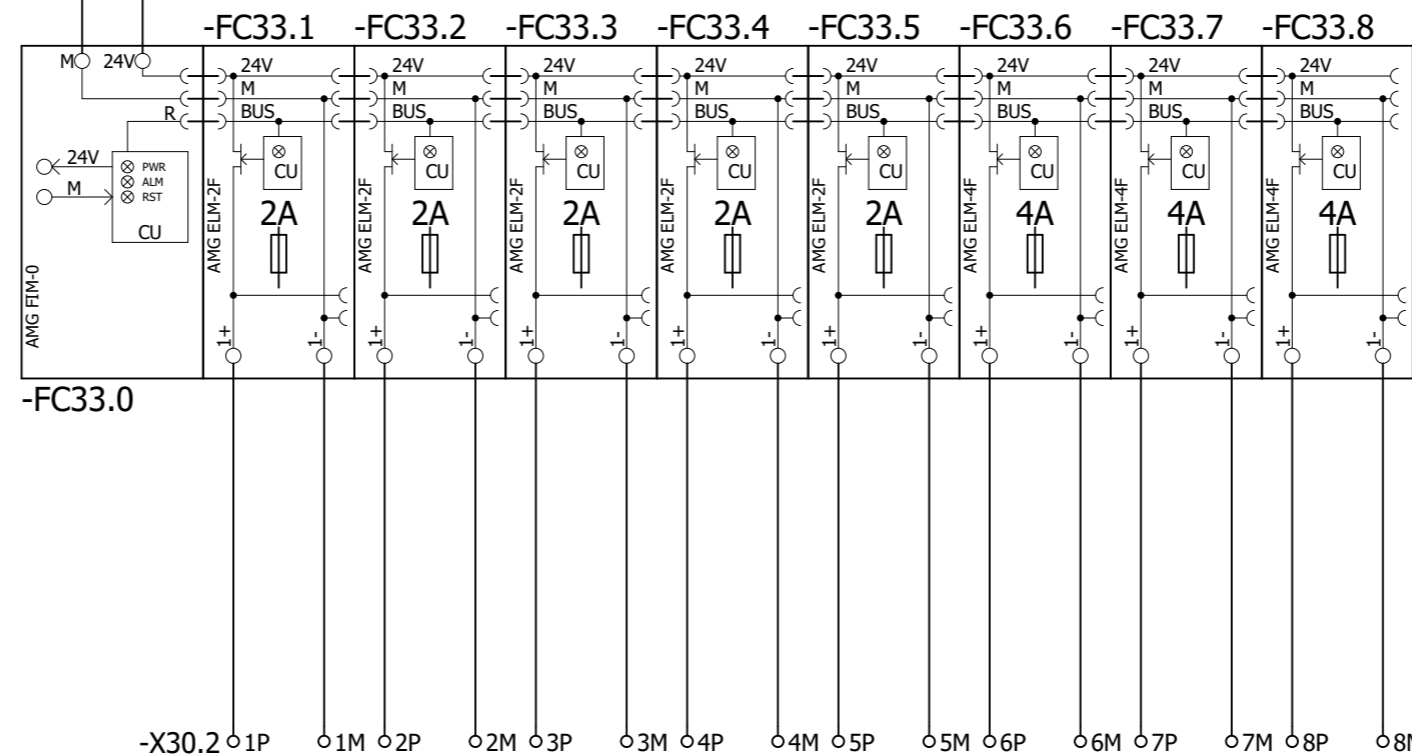 -FC33.1 -FC33.2 -FC33.3 -FC33.4 -FC33.5 -FC33.6 -FC33.7 -FC33.8
M 24V
24V 24V 24V 24V 24V 24V 24V 24V
M M M M M M M M
R BUS BUS BUS BUS BUS BUS BUS BUS
24V PWR
ALM
M RST
CU
CU CU CU CU CU CU CU CU
2A 2A 2A 2A 2A 4A 4A 4A
AMG FIM-0
AMG ELM-2F AMG ELM-2F AMG ELM-2F AMG ELM-2F AMG ELM-2F AMG ELM-4F AMG ELM-4F AMG ELM-4F
1+ 1- 1+ 1- 1+ 1- 1+ 1- 1+ 1- 1+ 1- 1+ 1- 1+ 1-
-FC33.0
-X30.2 1P 1M 2P 2M 3P 3M 4P 4M 5P 5M 6P 6M 7P 7M 8P